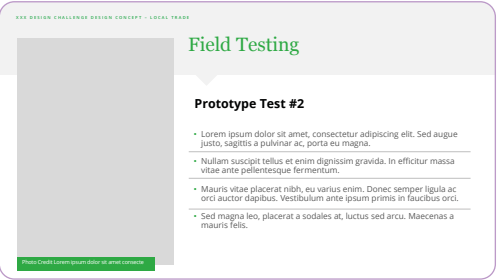 EXE DESIGN CHALLENGE DESIGN CONCEPT – LOCAL TRADE
Field Testing
Prototype Test #2
• Lorem ipsum dolor sit amet, consectetur adipiscing elit. Sed augue
justo, sagittis a pulvinar ac, porta eu magna.
• Nullam suscipit tellus et enim dignissim gravida. In efficitur massa
vitae ante pellentesque fermentum.
• Mauris vitae placerat nibh, eu varius enim. Donec semper ligula ac
orci auctor dapibus. Vestibulum ante ipsum primis in faucibus orci.
• Sed magna leo, placerat a sodales at, luctus sed arcu. Maecenas a
mauris felis.
Photo Credit Lorem ipsum dolor sit amet consecte